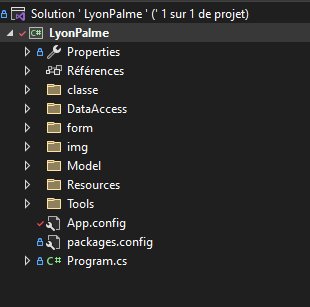 Solution ' LyonPalme ' (' 1 sur 1 de projet)
C# LyonPalme
Properties
Références
classe
DataAccess
form
img
Model
Resources
Tools
App.config
packages.config
C# Program.cs